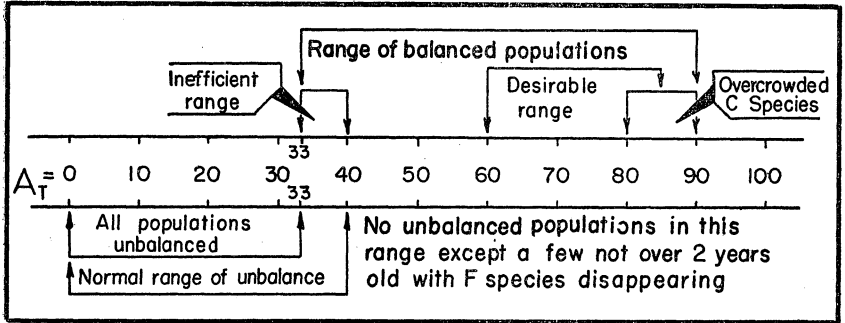 Range of balanced populations
Inefficient
range
Desirable
range
Overcrowded
C Species
33
A_T = 0 10 20 30 40 50 60 70 80 90 100
33
All populations
unbalanced
Normal range of unbalance
No unbalanced populations in this
range except a few not over 2 years
old with F species disappearing